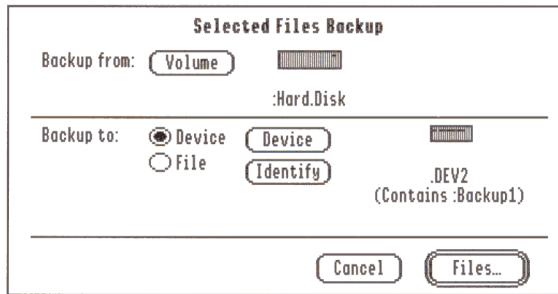 Selected Files Backup
Backup from: Volume
:Hard.Disk
Backup to: Device Device
File Identify
.DEV2
(Contains :Backup1)
Cancel Files...